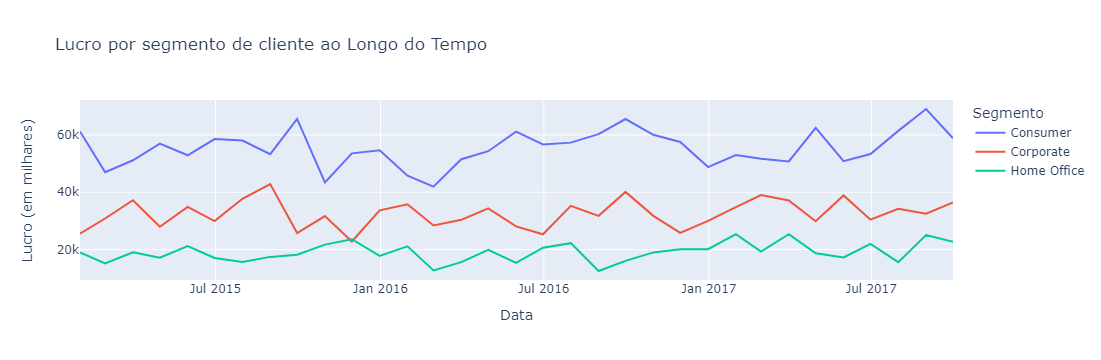 Lucro por segmento de cliente ao Longo do Tempo
Lucro (em milhares)
60k
40k
20k
Jul 2015
Jan 2016
Jul 2016
Jan 2017
Jul 2017
Data
Segmento
Consumer
Corporate
Home Office